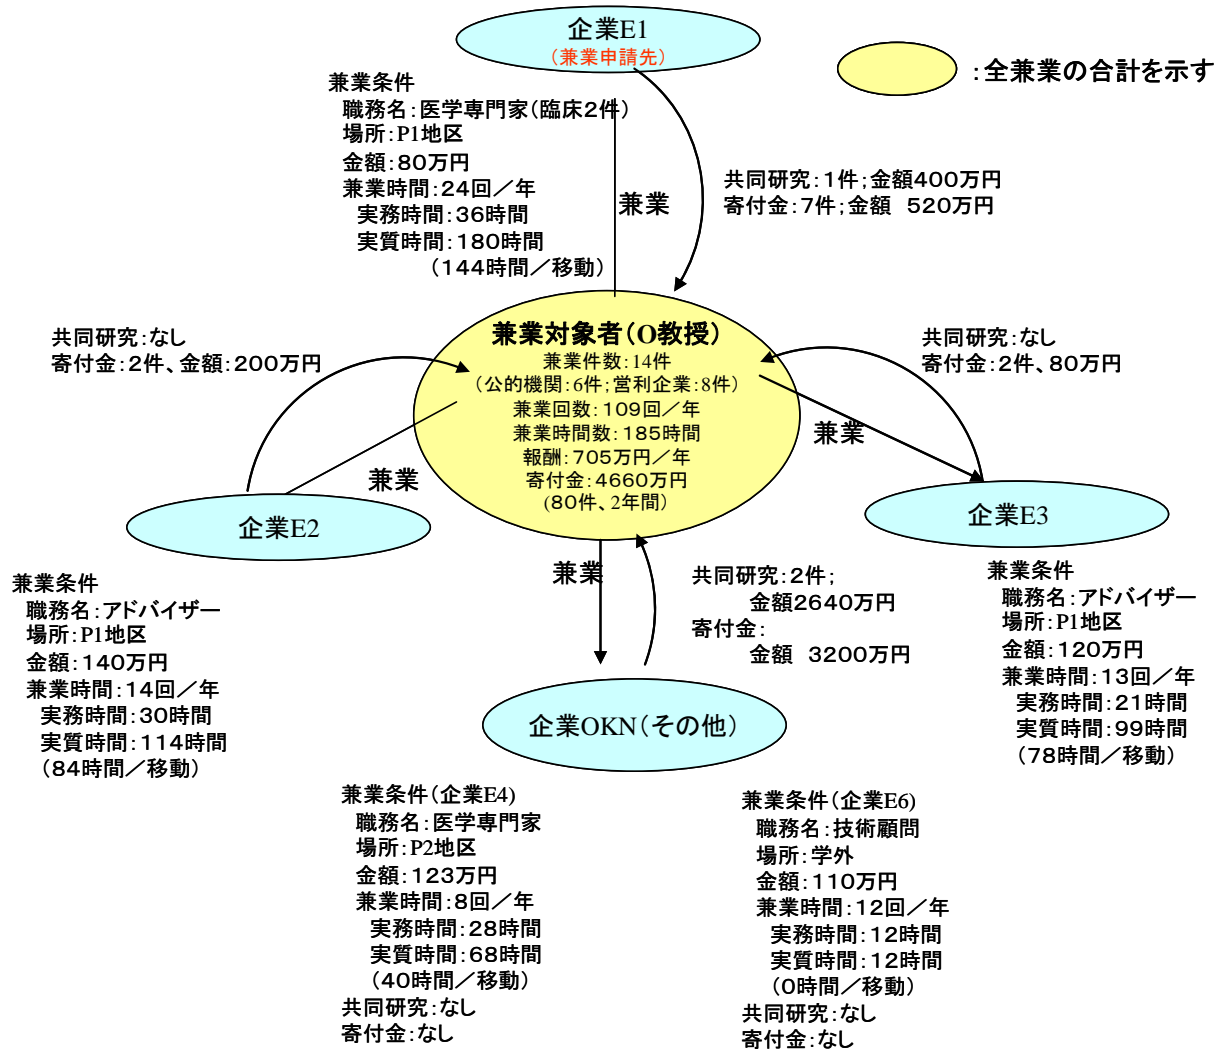 企業E1
(兼業申請先)
:全兼業の合計を示す
兼業条件
職務名:医学専門家(臨床2件)
場所:P1地区
金額:80万円
兼業時間:24回/年
実務時間:36時間
実質時間:180時間
(144時間/移動)
兼業
共同研究:1件;金額400万円
寄付金:7件;金額 520万円
共同研究:なし
寄付金:2件、金額:200万円
兼業対象者(O教授)
兼業件数:14件
(公的機関:6件;営利企業:8件)
兼業回数:109回/年
兼業時間数:185時間
報酬:705万円/年
寄付金:4660万円
(80件、2年間)
共同研究:なし
寄付金:2件、80万円
兼業
兼業
企業E2
企業E3
兼業条件
職務名:アドバイザー
場所:P1地区
金額:140万円
兼業時間:14回/年
実務時間:30時間
実質時間:114時間
(84時間/移動)
兼業
共同研究:2件;
金額2640万円
寄付金:
金額 3200万円
兼業条件
職務名:アドバイザー
場所:P1地区
金額:120万円
兼業時間:13回/年
実務時間:21時間
実質時間:99時間
(78時間/移動)
企業OKN(その他)
兼業条件(企業E4)
職務名:医学専門家
場所:P2地区
金額:123万円
兼業時間:8回/年
実務時間:28時間
実質時間:68時間
(40時間/移動)
共同研究:なし
寄付金:なし
兼業条件(企業E6)
職務名:技術顧問
場所:学外
金額:110万円
兼業時間:12回/年
実務時間:12時間
実質時間:12時間
(0時間/移動)
共同研究:なし
寄付金:なし